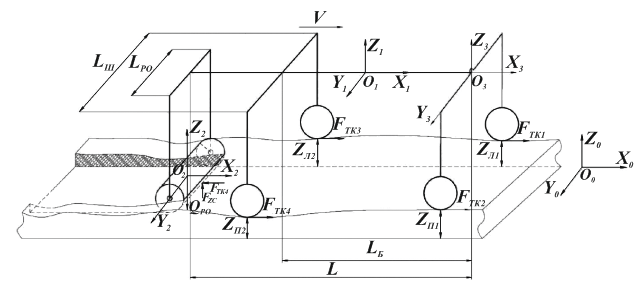 V
L_Ш
L_РО
Z_1
X_1
Y_1
O_1
Z_3
X_3
O_3
Y_3
F_ТК3
F_ТК1
Z_Л2
Z_Л1
Z_0
X_0
O_0
Y_0
Z_2
O_2
X_2
F_ТК4
F_ZC
O_РО
Y_2
F_ТК4
Z_П2
F_ТК2
Z_П1
L_Б
L